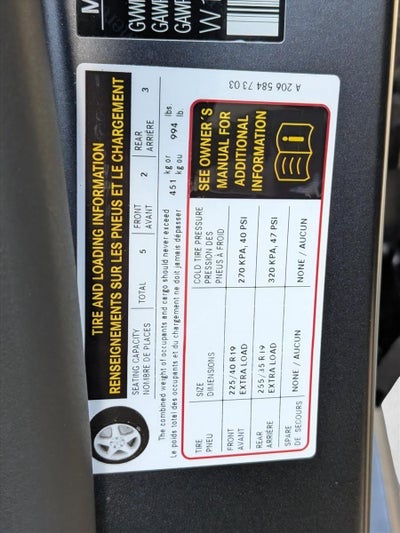 M
GVWR
GAWR
GAWR
W1
TIRE AND LOADING INFORMATION
RENSEIGNEMENTS SUR LES PNEUS ET LE CHARGEMENT
SEATING CAPACITY TOTAL 5 FRONT 2 REAR 3
NOMBRE DE PLACES AVANT ARRIÈRE
The combined weight of occupants and cargo should never exceed 451 kg or 994 lbs.
Le poids total des occupants et du chargement ne doit jamais dépasser kg ou lb.
TIRE SIZE COLD TIRE PRESSURE
PNEU DIMENSIONS PRESSION DES
PNEUS À FROID
FRONT 225/40 R19 270 KPA, 40 PSI
AVANT EXTRA LOAD
REAR 255/35 R19 320 KPA, 47 PSI
ARRIÈRE EXTRA LOAD
SPARE NONE / AUCUN NONE / AUCUN
DE SECOURS
SEE OWNER'S
MANUAL FOR
ADDITIONAL
INFORMATION
A 206 584 73 03